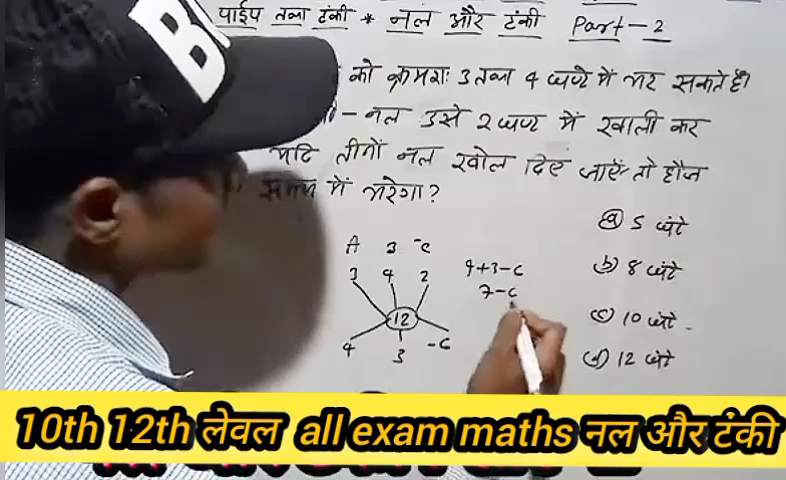 पाईप तथा टंकी * नल और टंकी Part-2
को क्रमशः 3 तथा 4 घण्टे में भर सकते हैं।
- नल उसे 2 घण्टे में खाली कर
यदि तीनों नल खोल दिए जाएँ तो हौज
समय में भरेगा?
(a) 5 घंटे
(b) 8 घंटे
(c) 10 घंटे
(d) 12 घंटे
A 3 -C
3 4 2
12
4 3 -6
4+3-6
7-6
10th 12th लेवल all exam maths नल और टंकी